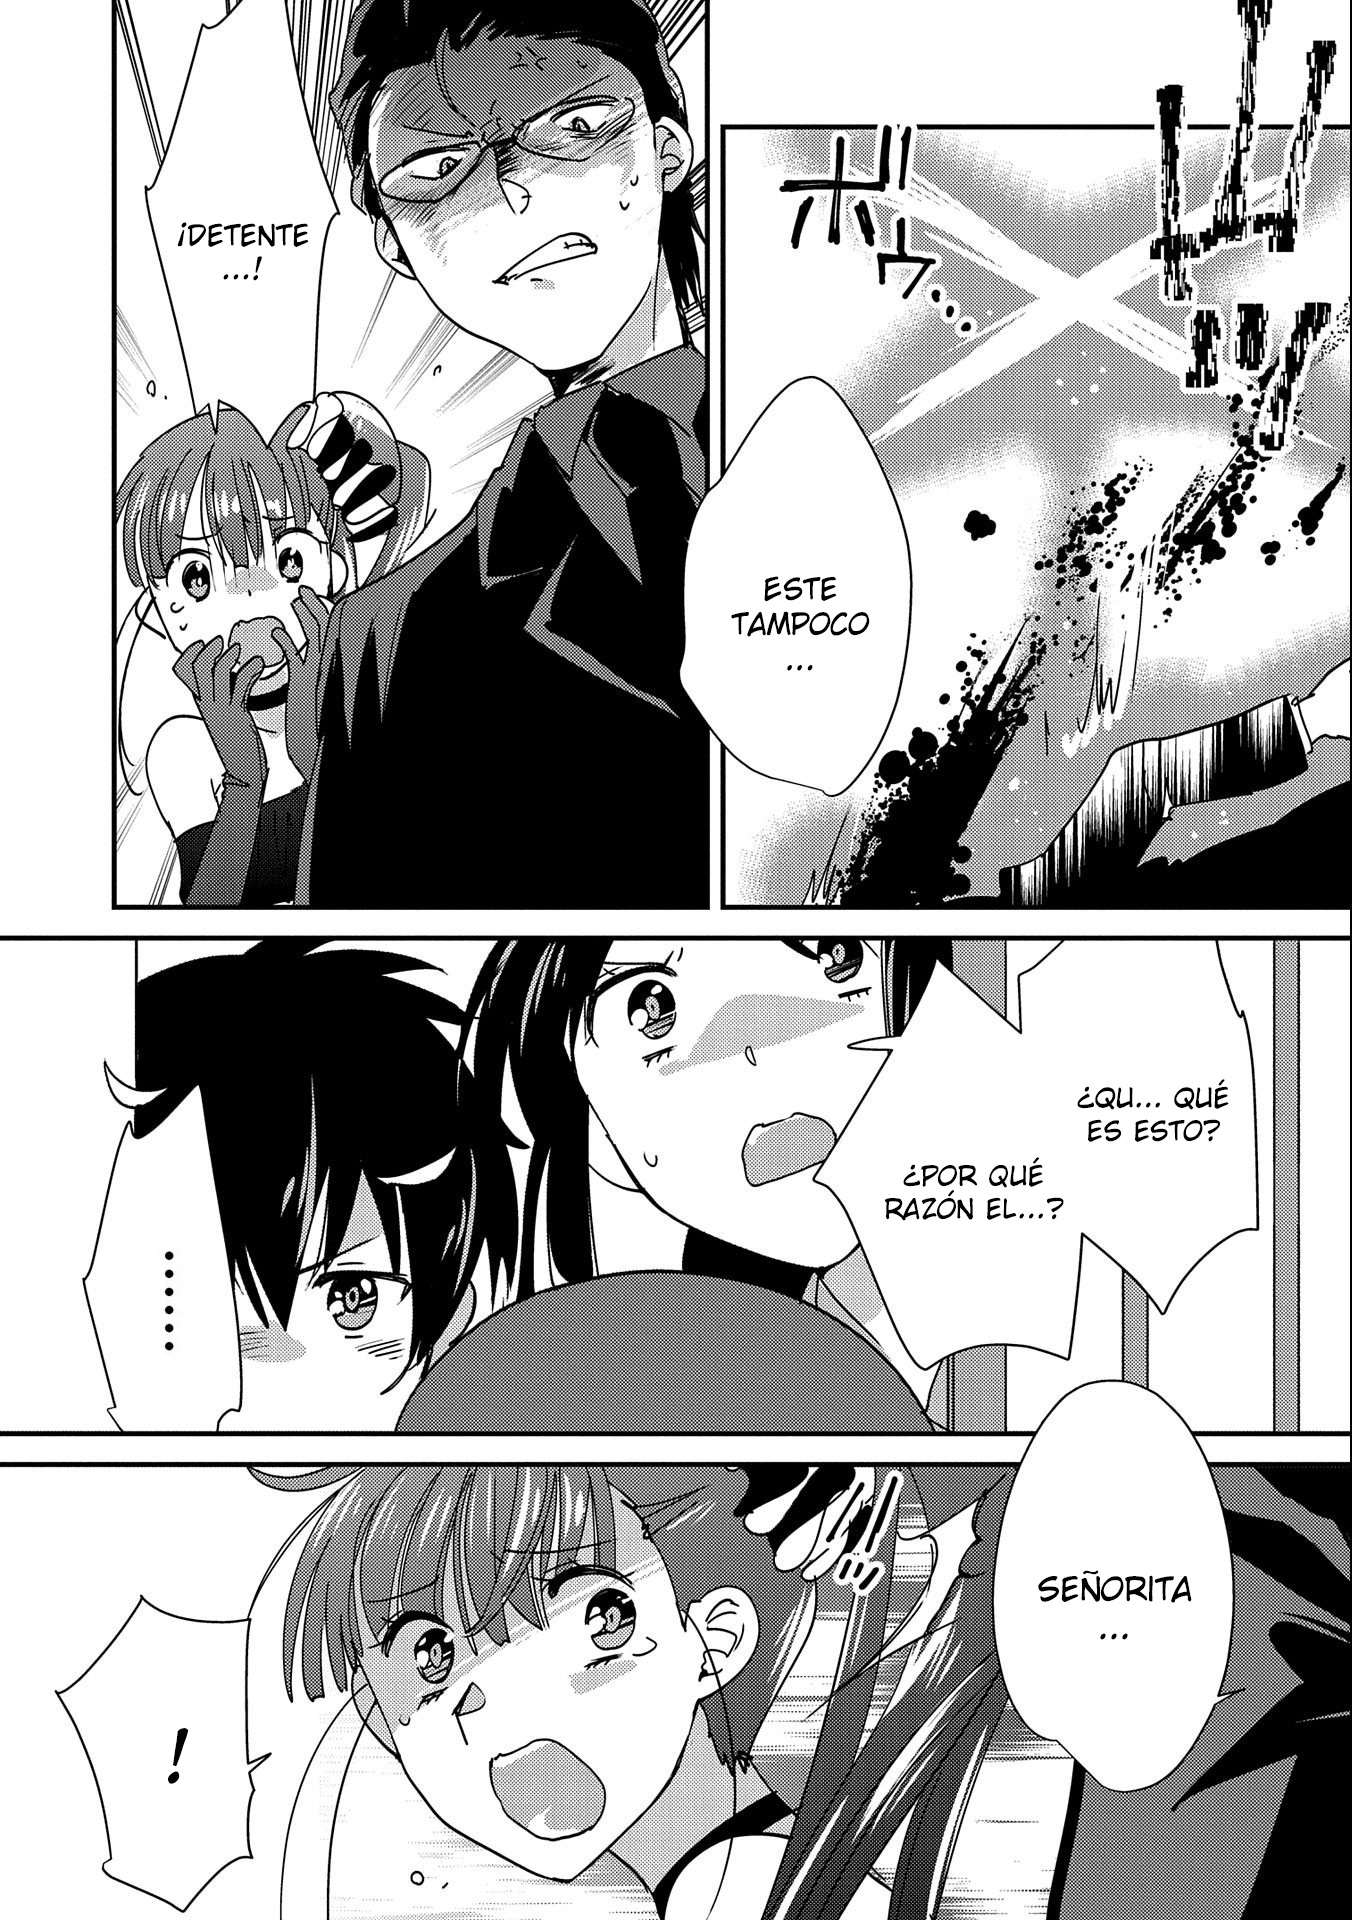 ボウ…
ESTE
TAMPOCO
...
¡DETENTE
...!
¿QU... QUÉ
ES ESTO?
¿POR QUÉ
RAZÓN EL...?
......
SEÑORITA
...
!